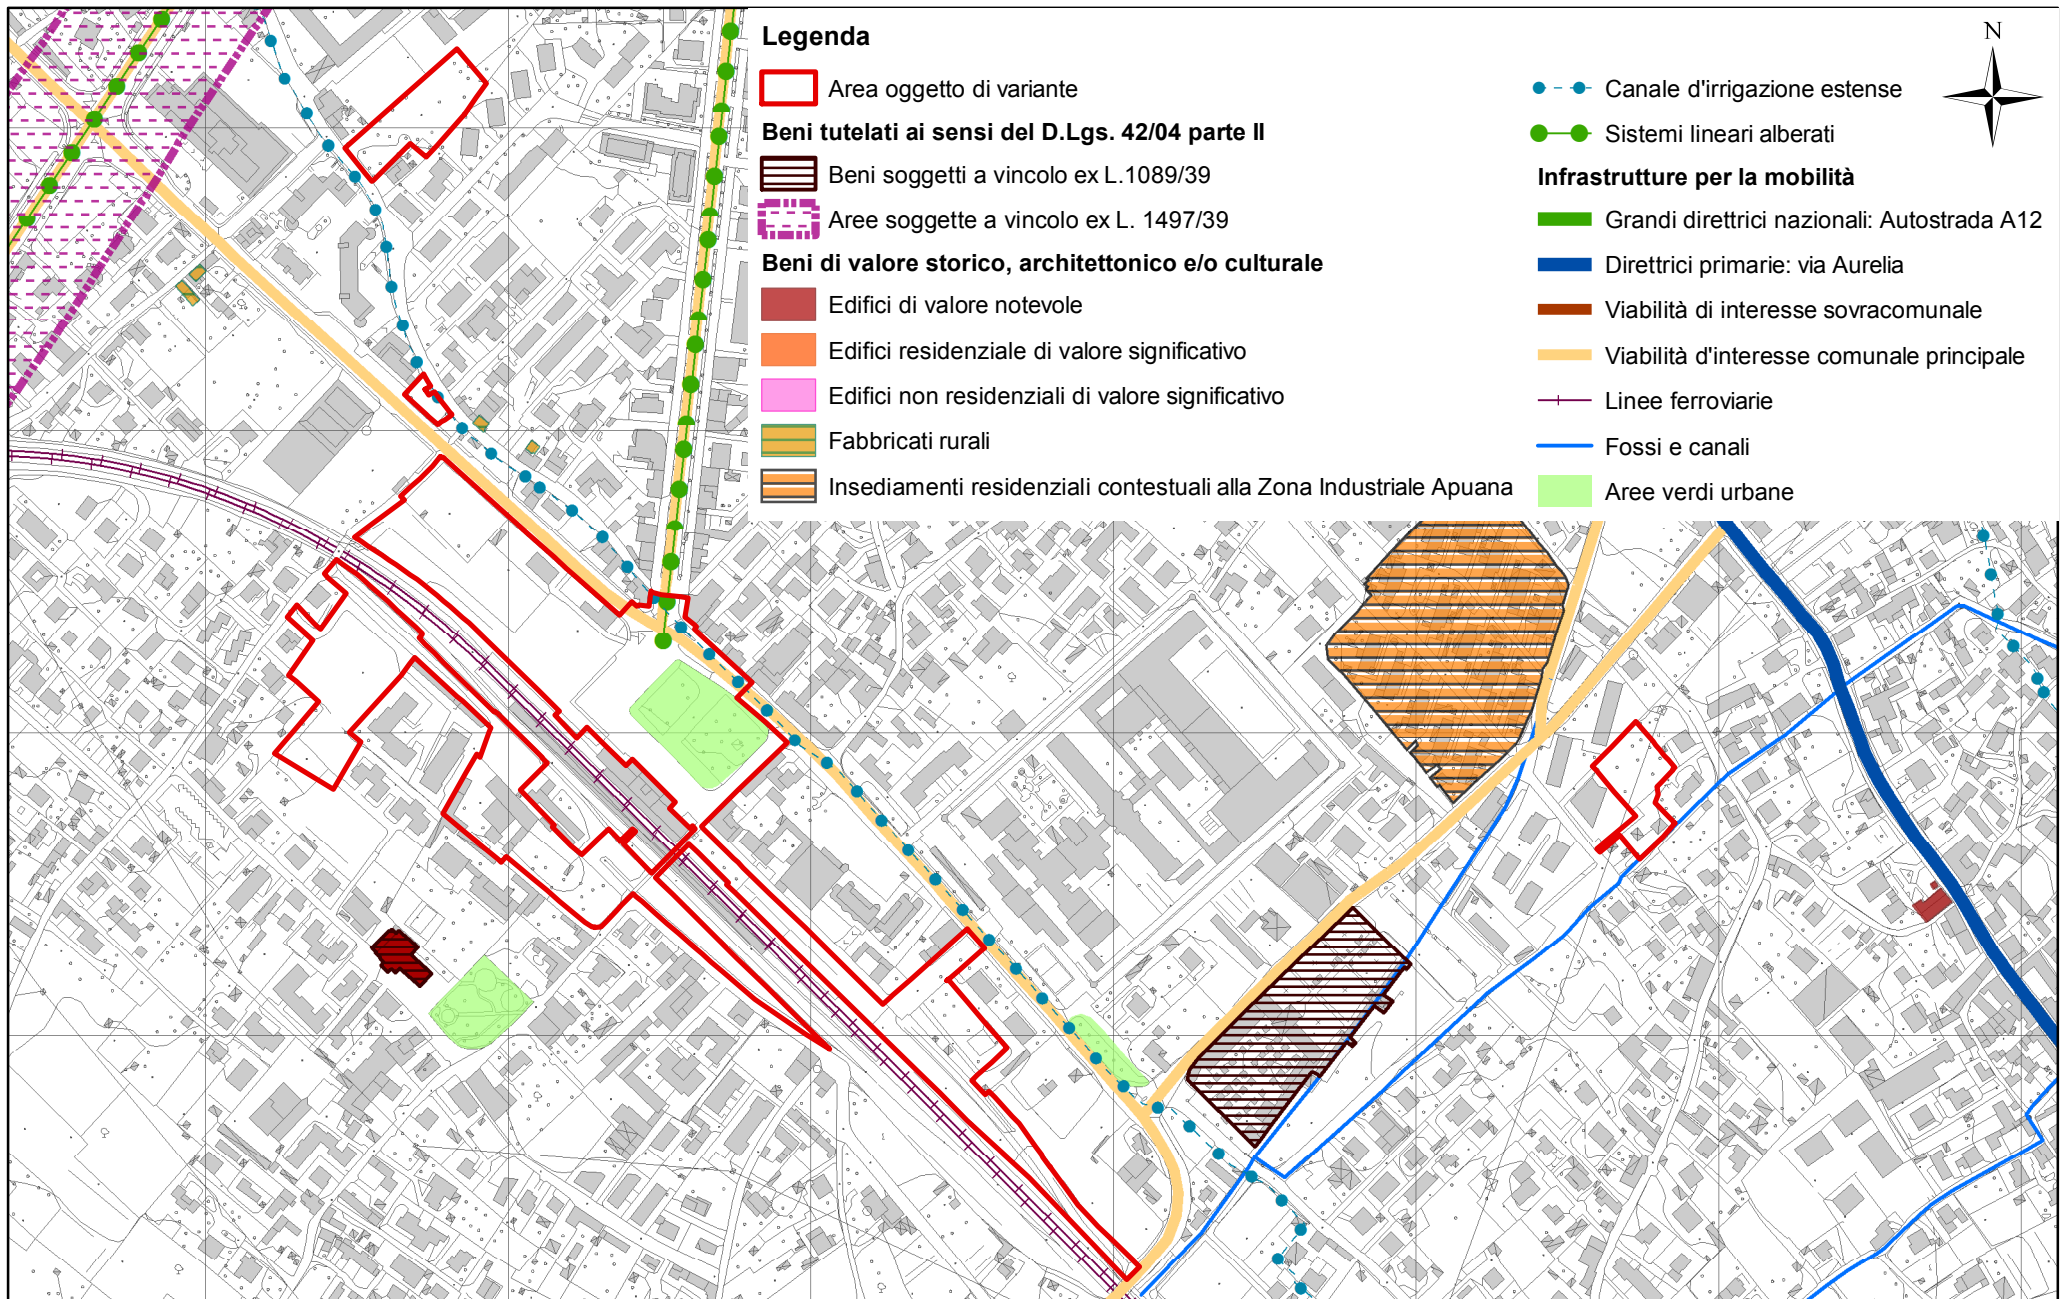 Legenda
Area oggetto di variante
Beni tutelati ai sensi del D.Lgs. 42/04 parte II
Beni soggetti a vincolo ex L.1089/39
Aree soggette a vincolo ex L. 1497/39
Beni di valore storico, architettonico e/o culturale
Edifici di valore notevole
Edifici residenziale di valore significativo
Edifici non residenziali di valore significativo
Fabbricati rurali
Insediamenti residenziali contestuali alla Zona Industriale Apuana
Canale d'irrigazione estense
Sistemi lineari alberati
Infrastrutture per la mobilità
Grandi direttrici nazionali: Autostrada A12
Direttrici primarie: via Aurelia
Viabilità di interesse sovracomunale
Viabilità d'interesse comunale principale
Linee ferroviarie
Fossi e canali
Aree verdi urbane
N